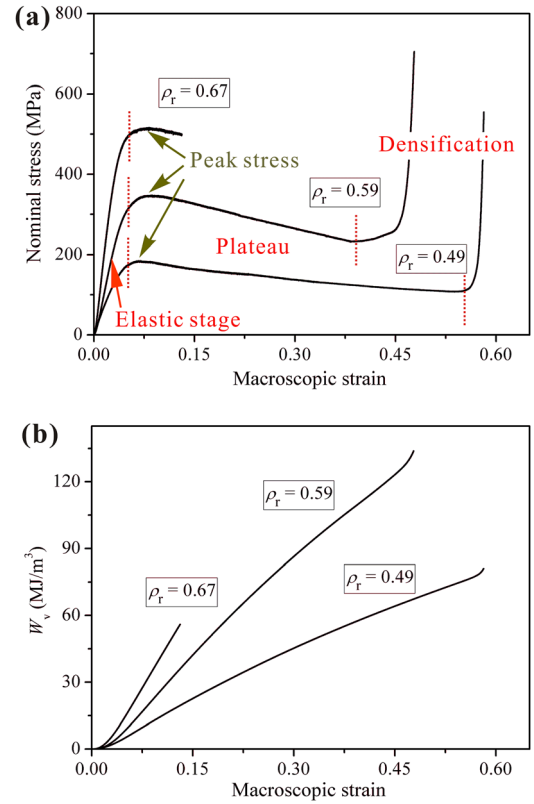 (a)
800
600
400
200
0
Nominal stress (MPa)
ρr = 0.67
Peak stress
ρr = 0.59
Densification
Plateau
ρr = 0.49
Elastic stage
0.00 0.15 0.30 0.45 0.60
Macroscopic strain
(b)
120
90
60
30
0
Wv (MJ/m³)
ρr = 0.59
ρr = 0.49
ρr = 0.67
0.00 0.15 0.30 0.45 0.60
Macroscopic strain